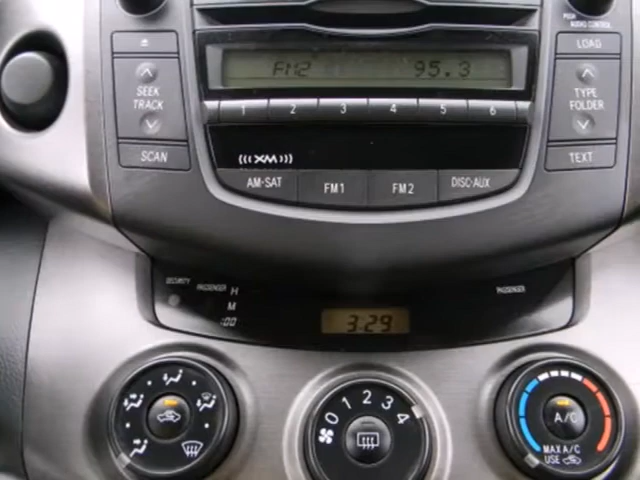 PUSH
AUDIO CONTROL
LOAD
FM2 95.3
SEEK
TRACK
TYPE
FOLDER
1 2 3 4 5 6
SCAN
XM
TEXT
AM·SAT FM1 FM2 DISC·AUX
SECURITY PASSENGER H
M
:00
PASSENGER
3:29
0 1 2 3 4
A/C
MAX A/C
USE